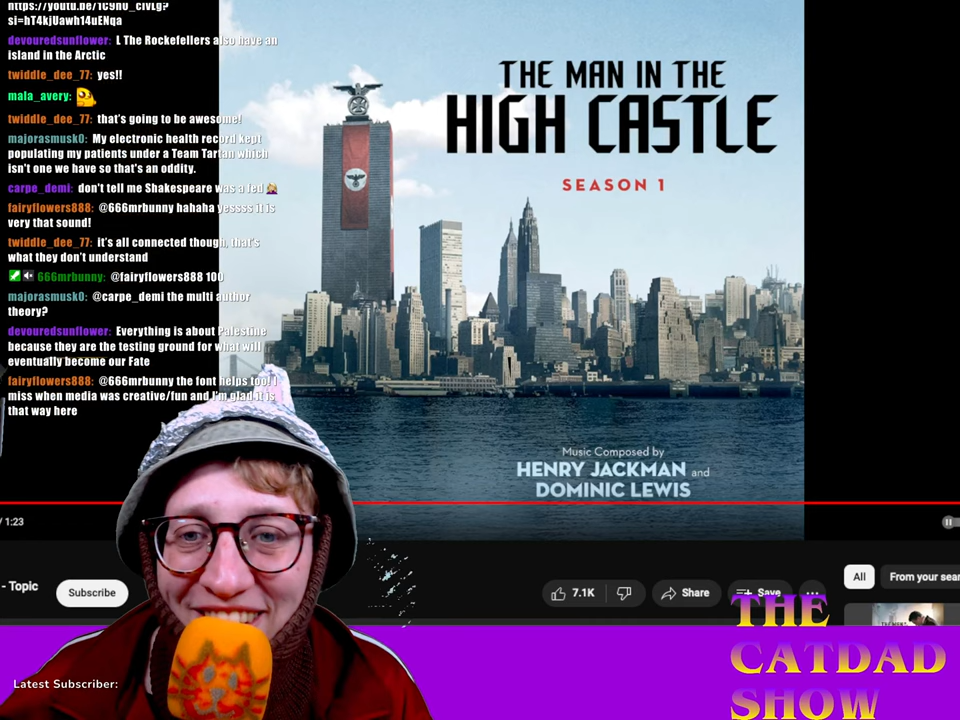 https://youtu.be/1C9hU_cIvLg?
si=hT4kjUawh14uENqa
devouredsunflower: L The Rockefellers also have an
island in the Arctic
twiddle_dee_77: yes!!
mala_avery:
twiddle_dee_77: that's going to be awesome!
majorasmusk0: My electronic health record kept
populating my patients under a Team Tartan which
isn't one we have so that's an oddity.
carpe_demi: don't tell me Shakespeare was a fed
fairyflowers888: @666mrbunny hahaha yessss it is
very that sound!
twiddle_dee_77: it's all connected though, that's
what they don't understand
666mrbunny: @fairyflowers888 100
majorasmusk0: @carpe_demi the multi author
theory?
devouredsunflower: Everything is about Palestine
because they are the testing ground for what will
eventually become our Fate
fairyflowers888: @666mrbunny the font helps too! I
miss when media was creative/fun and I'm glad it is
that way here
THE MAN IN THE
HIGH CASTLE
SEASON 1
Music Composed by
HENRY JACKMAN and
DOMINIC LEWIS
/ 1:23
- Topic
Subscribe
7.1K
Share
Save
All
From your sear
THE
CATDAD
SHOW
Latest Subscriber: